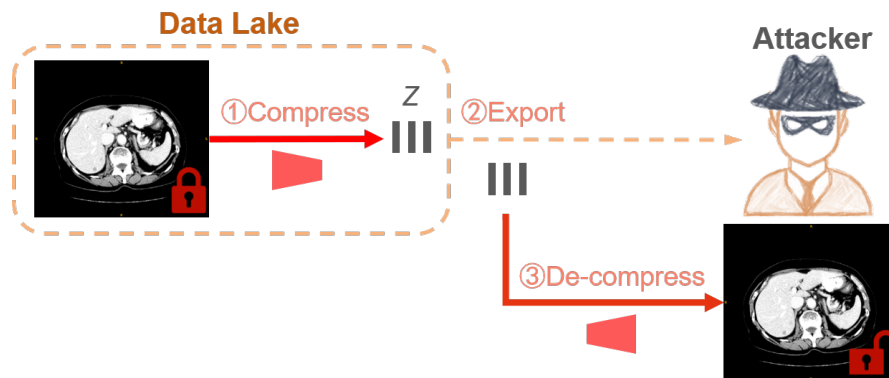 Data Lake
Attacker
①Compress
Z
②Export
③De-compress